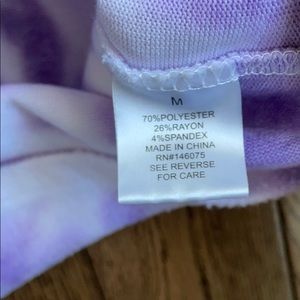 M
70%POLYESTER
26%RAYON
4%SPANDEX
MADE IN CHINA
RN#146075
SEE REVERSE
FOR CARE